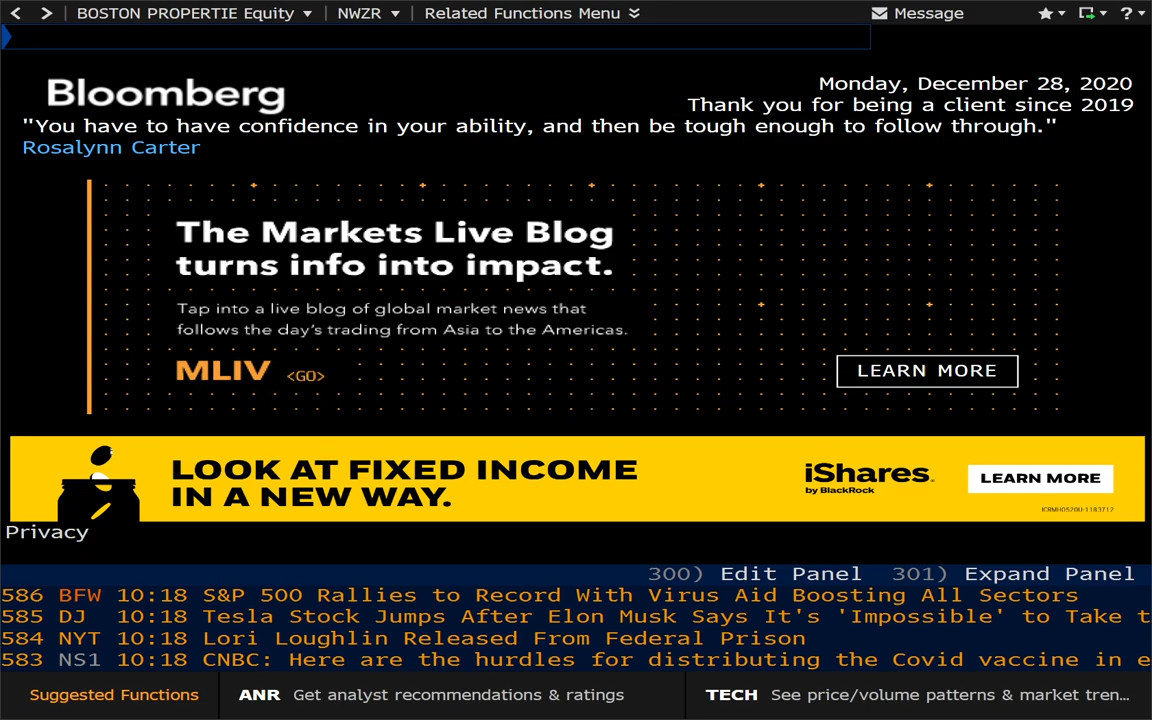 BOSTON PROPERTIE Equity NWZR Related Functions Menu Message ?
Bloomberg
Monday, December 28, 2020
Thank you for being a client since 2019
"You have to have confidence in your ability, and then be tough enough to follow through."
Rosalynn Carter
The Markets Live Blog
turns info into impact.
Tap into a live blog of global market news that
follows the day's trading from Asia to the Americas.
MLIV <GO>
LEARN MORE
LOOK AT FIXED INCOME
IN A NEW WAY.
iShares.
by BlackRock
LEARN MORE
ICRMH0520U-1183712
Privacy
300) Edit Panel 301) Expand Panel
586 BFW 10:18 S&P 500 Rallies to Record With Virus Aid Boosting All Sectors
585 DJ 10:18 Tesla Stock Jumps After Elon Musk Says It's 'Impossible' to Take t
584 NYT 10:18 Lori Loughlin Released From Federal Prison
583 NS1 10:18 CNBC: Here are the hurdles for distributing the Covid vaccine in e
Suggested Functions ANR Get analyst recommendations & ratings TECH See price/volume patterns & market tren...